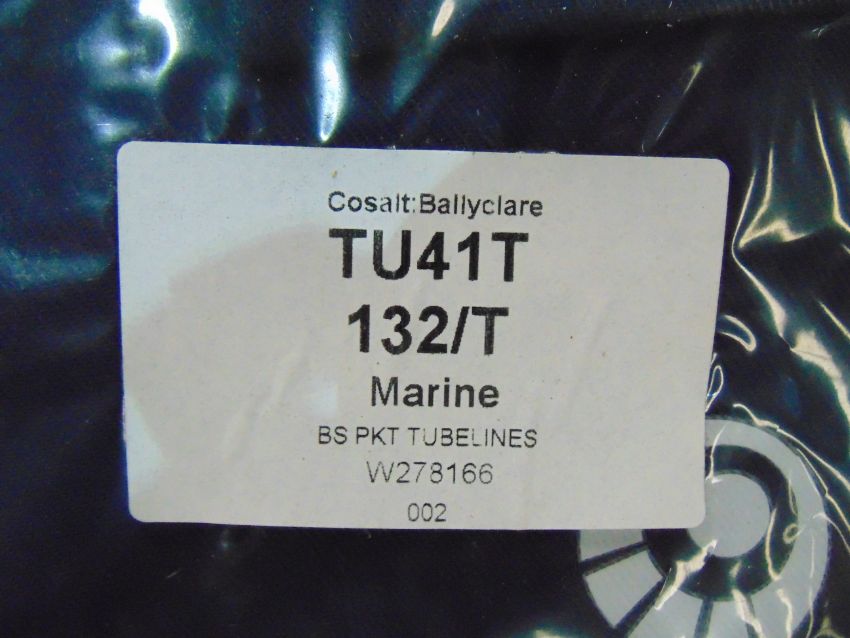 Cosalt:Ballyclare
TU41T
132/T
Marine
BS PKT TUBELINES
W278166
002